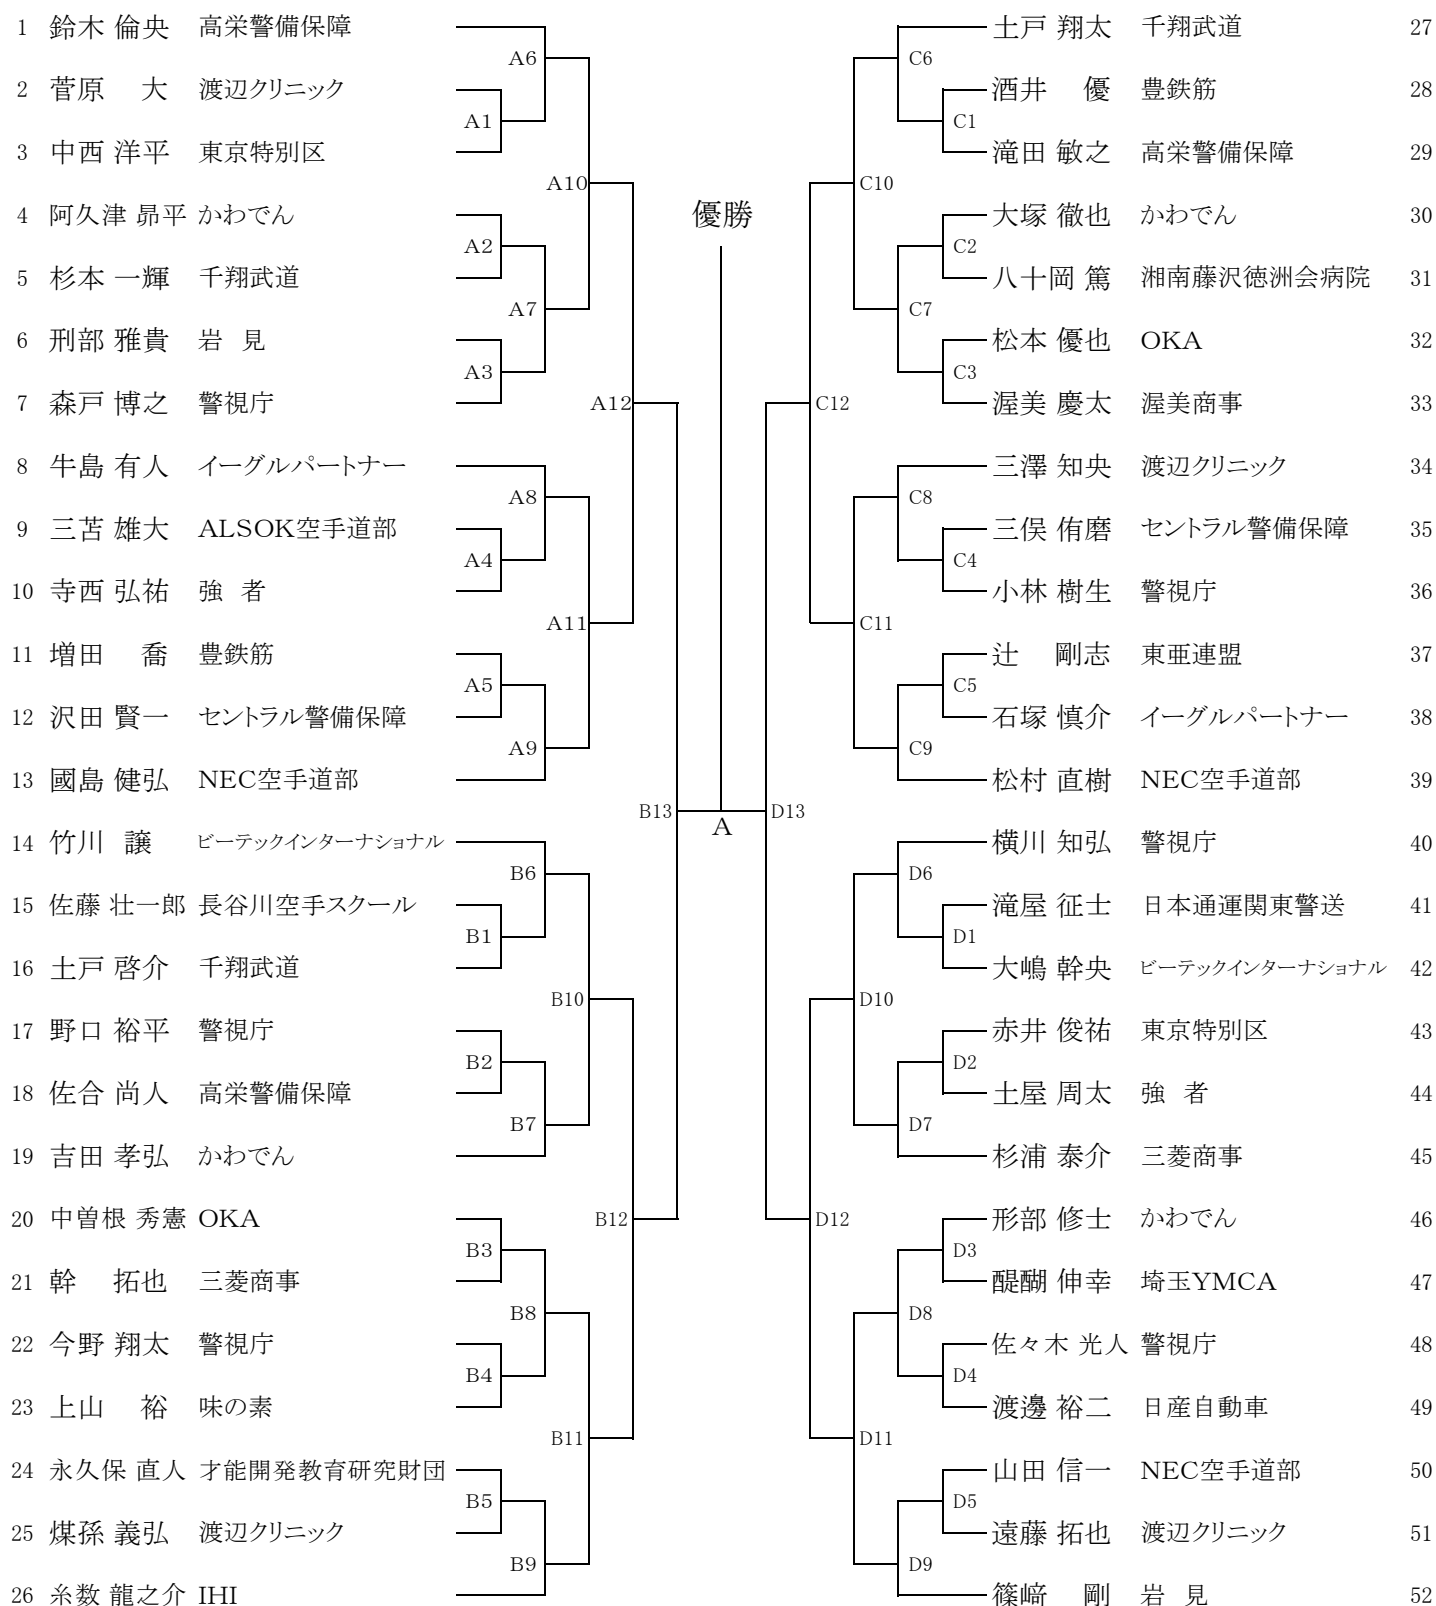 1 鈴木 倫央 高栄警備保障
A6
2 菅原 大 渡辺クリニック
A1
3 中西 洋平 東京特別区
A10
4 阿久津 昴平 かわでん
A2
5 杉本 一輝 千翔武道
A7
6 刑部 雅貴 岩 見
A3
7 森戸 博之 警視庁
A12
8 牛島 有人 イーグルパートナー
A8
9 三苫 雄大 ALSOK空手道部
A4
10 寺西 弘祐 強 者
A11
11 増田 喬 豊鉄筋
A5
12 沢田 賢一 セントラル警備保障
A9
13 國島 健弘 NEC空手道部
B13
14 竹川 譲 ビーテックインターナショナル
B6
15 佐藤 壮一郎 長谷川空手スクール
B1
16 土戸 啓介 千翔武道
B10
17 野口 裕平 警視庁
B2
18 佐合 尚人 高栄警備保障
B7
19 吉田 孝弘 かわでん
20 中曽根 秀憲 OKA
B12
B3
21 幹 拓也 三菱商事
B8
22 今野 翔太 警視庁
B4
23 上山 裕 味の素
B11
24 永久保 直人 才能開発教育研究財団
B5
25 煤孫 義弘 渡辺クリニック
B9
26 糸数 龍之介 IHI
優勝
A
土戸 翔太 千翔武道 27
C6
酒井 優 豊鉄筋 28
C1
滝田 敏之 高栄警備保障 29
C10
大塚 徹也 かわでん 30
C2
八十岡 篤 湘南藤沢徳洲会病院 31
C7
松本 優也 OKA 32
C3
渥美 慶太 渥美商事 33
C12
三澤 知央 渡辺クリニック 34
C8
三俣 侑磨 セントラル警備保障 35
C4
小林 樹生 警視庁 36
C11
辻 剛志 東亜連盟 37
C5
石塚 慎介 イーグルパートナー 38
C9
松村 直樹 NEC空手道部 39
D13
横川 知弘 警視庁 40
D6
滝屋 征士 日本通運関東警送 41
D1
大嶋 幹央 ビーテックインターナショナル 42
D10
赤井 俊祐 東京特別区 43
D2
土屋 周太 強 者 44
D7
杉浦 泰介 三菱商事 45
形部 修士 かわでん 46
D12
D3
醍醐 伸幸 埼玉YMCA 47
D8
佐々木 光人 警視庁 48
D4
渡邊 裕二 日産自動車 49
D11
山田 信一 NEC空手道部 50
D5
遠藤 拓也 渡辺クリニック 51
D9
篠﨑 剛 岩 見 52